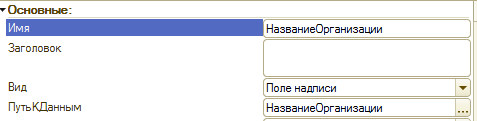 Основные:
Имя НазваниеОрганизации
Заголовок
Вид Поле надписи
ПутьКДанным НазваниеОрганизации ...